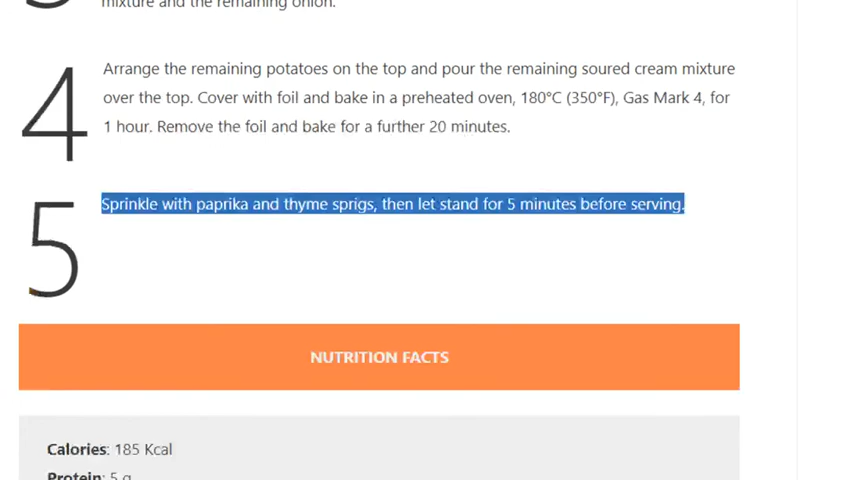 mixture and the remaining onion.
4
Arrange the remaining potatoes on the top and pour the remaining soured cream mixture
over the top. Cover with foil and bake in a preheated oven, 180°C (350°F), Gas Mark 4, for
1 hour. Remove the foil and bake for a further 20 minutes.
5
Sprinkle with paprika and thyme sprigs, then let stand for 5 minutes before serving.
NUTRITION FACTS
Calories: 185 Kcal
Protein: 5 g